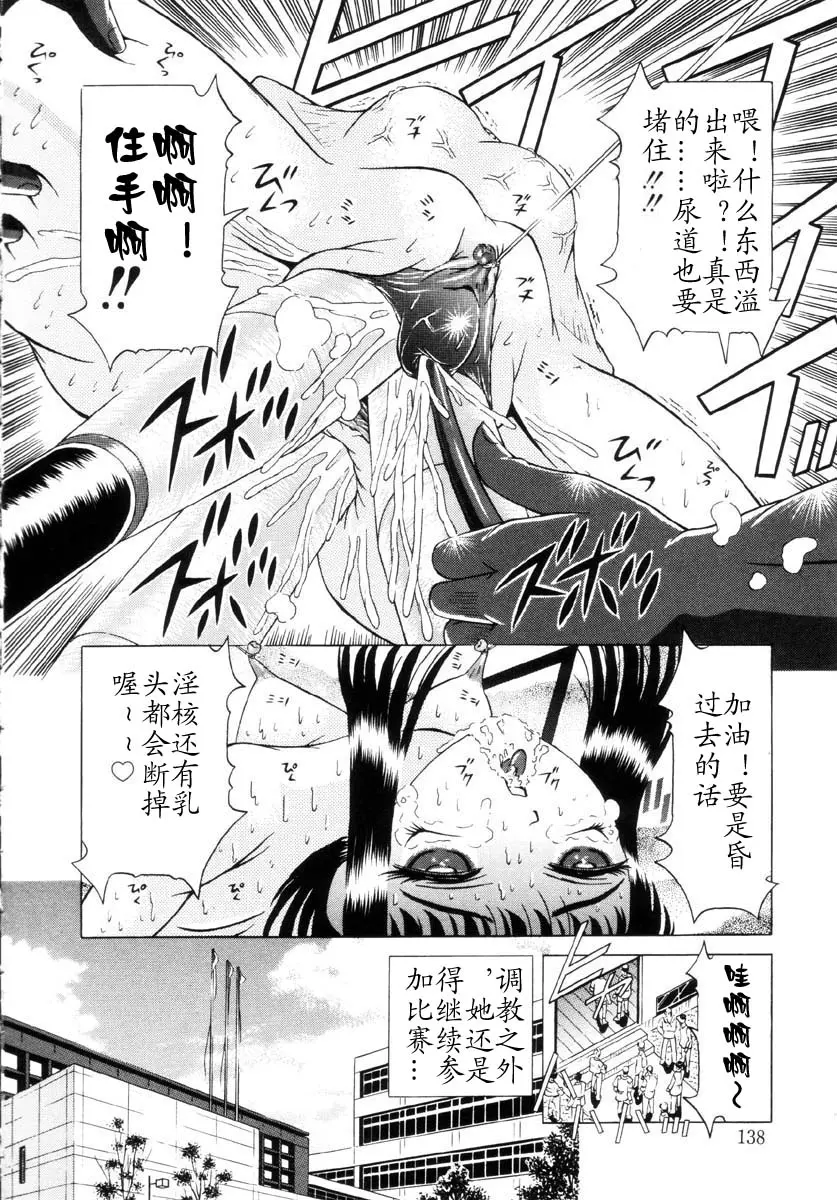 喂！什么东西溢
出来啦？！真是
的……尿道也要
堵住！！
啊啊！
住手啊！！
ズボッ
ズボッ
ズボッ
加油！要是昏
过去的话
淫核还有乳
头都会断掉
喔～～♡
哇啊啊啊～
调教之外
，她还是
得继续参
加比赛…
138